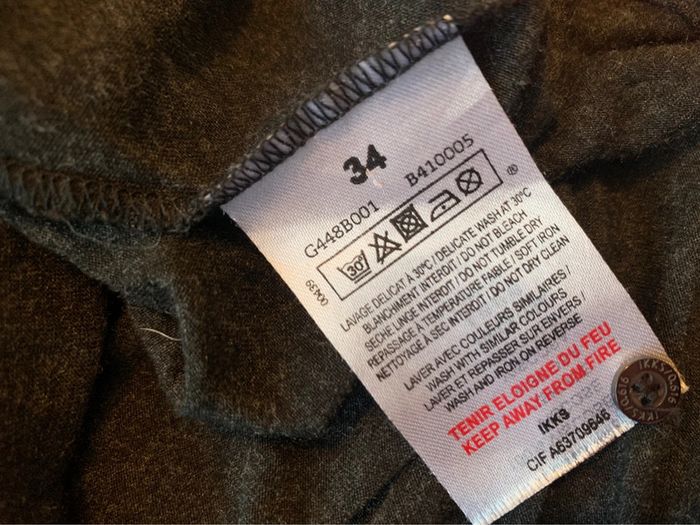 34
G448B001 B410005
30
®
LAVAGE DELICAT A 30°C / DELICATE WASH AT 30°C
BLANCHIMENT INTERDIT / DO NOT BLEACH
SECHE LINGE INTERDIT / DO NOT TUMBLE DRY
REPASSAGE A TEMPERATURE FAIBLE / SOFT IRON
NETTOYAGE A SEC INTERDIT / DO NOT DRY CLEAN
LAVER AVEC COULEURS SIMILAIRES /
WASH WITH SIMILAR COLOURS
LAVER ET REPASSER SUR ENVERS /
WASH AND IRON ON REVERSE
TENIR ELOIGNE DU FEU
KEEP AWAY FROM FIRE
IKKS
CIF A63709646
IKKS